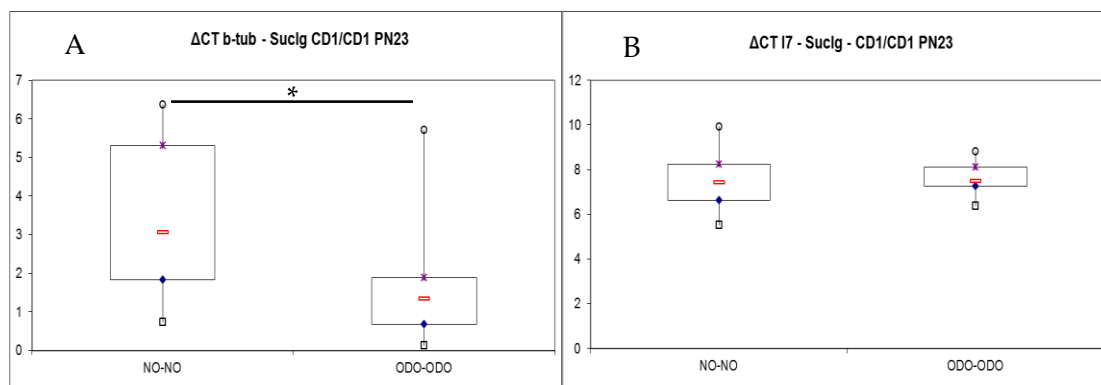 A
ΔCT b-tub - Suclg CD1/CD1 PN23
7
6
5
4
3
2
1
0
*
NO-NO ODO-ODO
B
ΔCT I7 - Suclg - CD1/CD1 PN23
12
10
8
6
4
2
0
NO-NO ODO-ODO